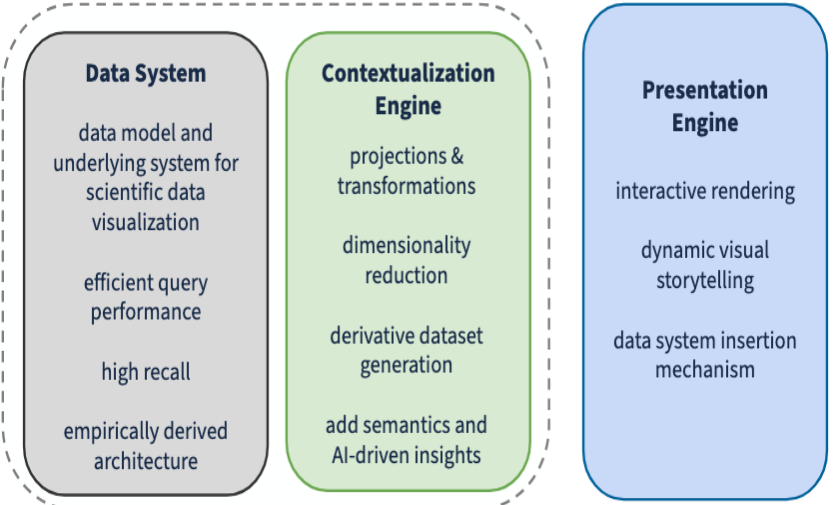 Data System
data model and
underlying system for
scientific data
visualization
efficient query
performance
high recall
empirically derived
architecture
Contextualization
Engine
projections &
transformations
dimensionality
reduction
derivative dataset
generation
add semantics and
AI-driven insights
Presentation
Engine
interactive rendering
dynamic visual
storytelling
data system insertion
mechanism